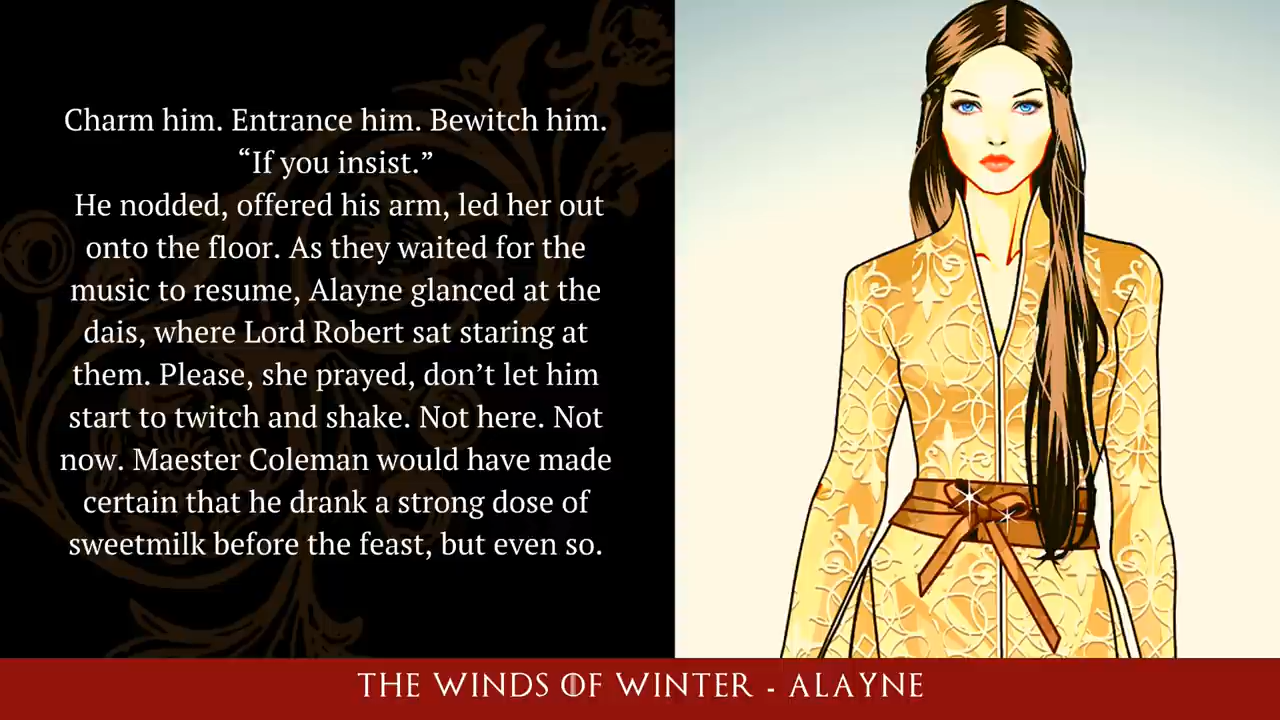 Charm him. Entrance him. Bewitch him.
“If you insist.”
He nodded, offered his arm, led her out
onto the floor. As they waited for the
music to resume, Alayne glanced at the
dais, where Lord Robert sat staring at
them. Please, she prayed, don’t let him
start to twitch and shake. Not here. Not
now. Maester Coleman would have made
certain that he drank a strong dose of
sweetmilk before the feast, but even so.
THE WINDS OF WINTER - ALAYNE